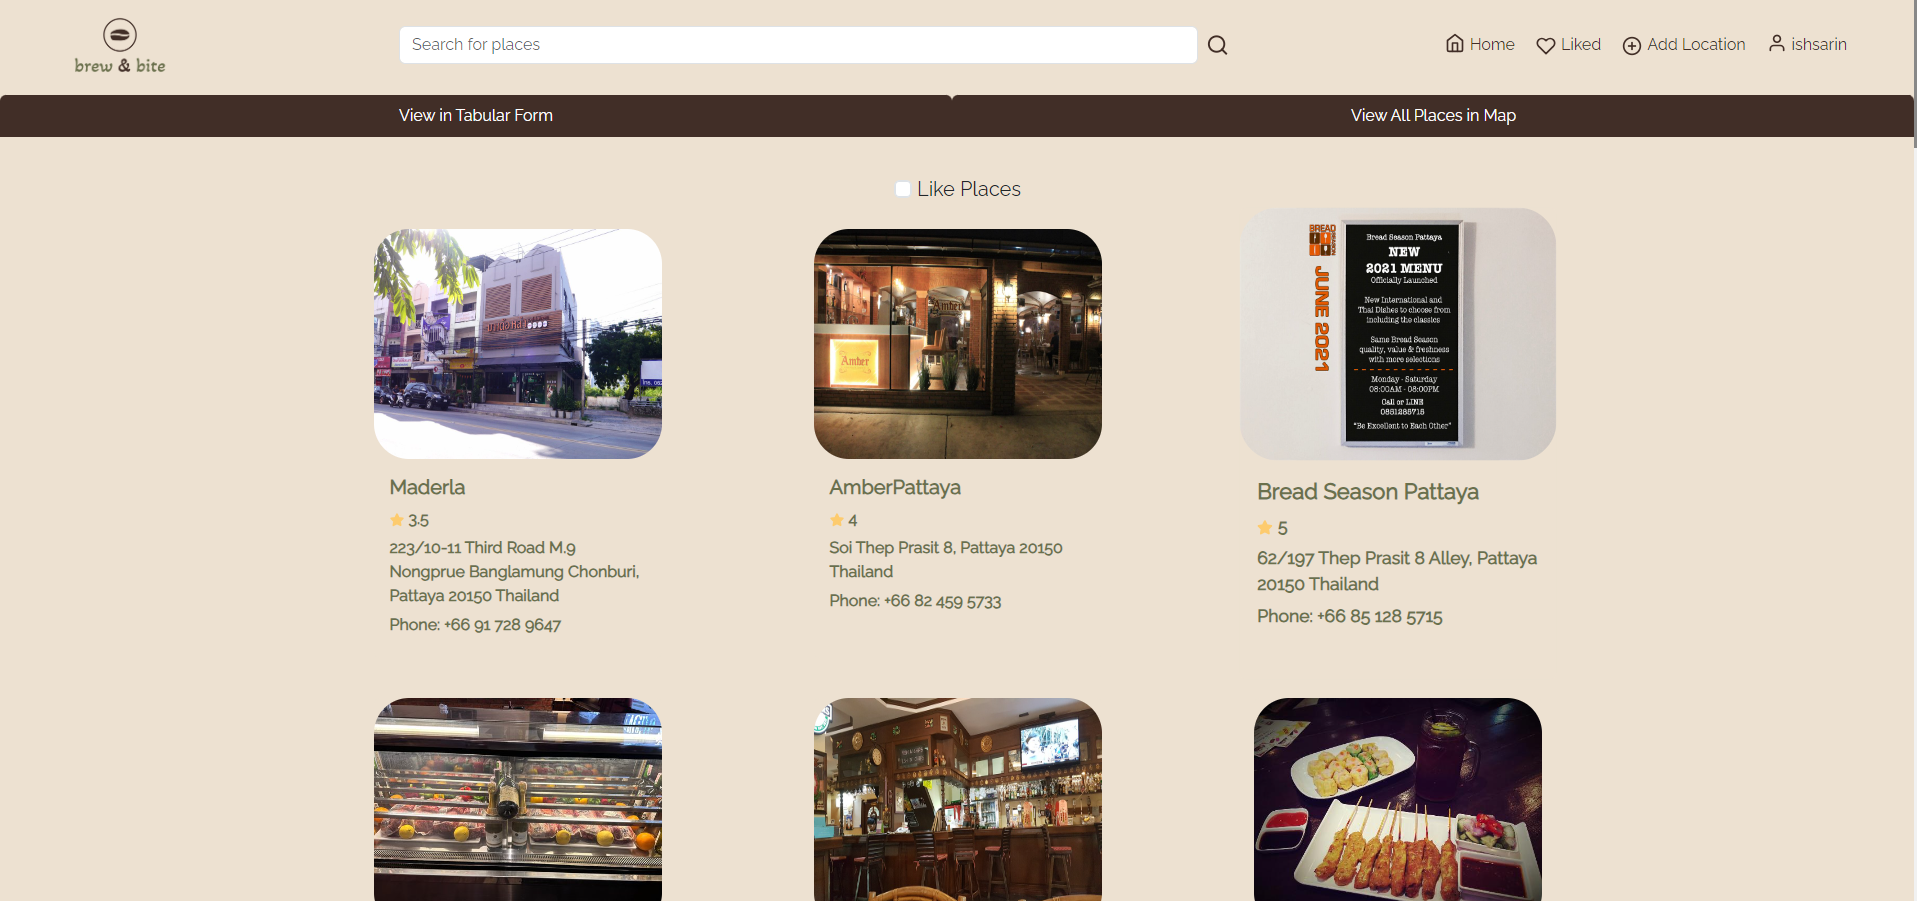 brew & bite
Search for places
Home
Liked
Add Location
ishsarin
View in Tabular Form
View All Places in Map
Like Places
Amber
Amber
BREAD
SEASON
JUNE 2021
Bread Season Pattaya
NEW
2021 MENU
Officially Launched
New International and
Thai Dishes to choose from
including the classics
Same Bread Season
quality, value & freshness
with more selections
Monday - Saturday
08:00AM - 08:00PM
Call or LINE
0851285715
"Be Excellent to Each Other"
Maderla
3.5
223/10-11 Third Road M.9
Nongprue Banglamung Chonburi,
Pattaya 20150 Thailand
Phone: +66 91 728 9647
AmberPattaya
4
Soi Thep Prasit 8, Pattaya 20150
Thailand
Phone: +66 82 459 5733
Bread Season Pattaya
5
62/197 Thep Prasit 8 Alley, Pattaya
20150 Thailand
Phone: +66 85 128 5715